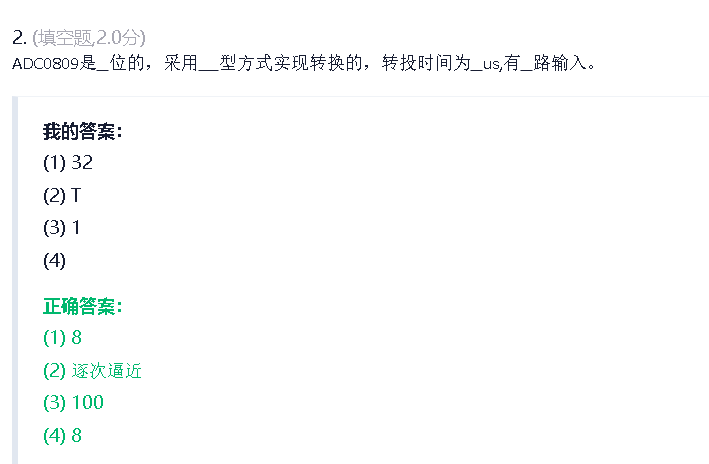 2. (填空题,2.0分)
ADC0809是_位的，采用__型方式实现转换的，转投时间为_us,有_路输入。
我的答案：
(1) 32
(2) T
(3) 1
(4)
正确答案：
(1) 8
(2) 逐次逼近
(3) 100
(4) 8